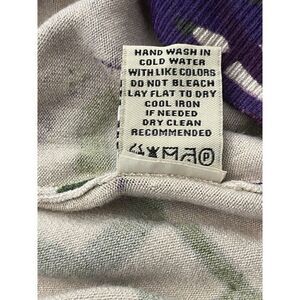 HAND WASH IN
COLD WATER
WITH LIKE COLORS
DO NOT BLEACH
LAY FLAT TO DRY
COOL IRON
IF NEEDED
DRY CLEAN
RECOMMENDED
P